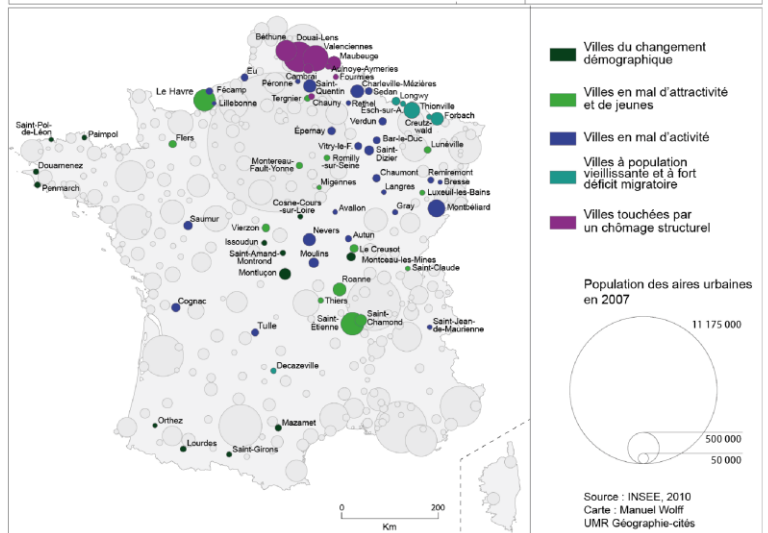 Béthune
Douai-Lens
Valenciennes
Maubeuge
Aulnoye-Aymeries
Cambrai
Fourmies
Eu
Péronne
Saint-
Quentin
Charleville-Mézières
Sedan
Longwy
Le Havre
Fécamp
Lillebonne
Tergnier
Chauny
Rethel
Esch-sur-A.
Thionville
Forbach
Creutz-
wald
Verdun
Saint-Pol-
de-Léon
Paimpol
Flers
Épernay
Bar-le-Duc
Vitry-le-F.
Saint-
Dizier
Lunéville
Douarnenez
Penmarch
Montereau-
Fault-Yonne
Romilly
-sur-Seine
Chaumont
Remiremont
Bresse
Migennes
Langres
Luxeuil-les-Bains
Cosne-Cours
-sur-Loire
Avallon
Gray
Montbéliard
Saumur
Vierzon
Nevers
Autun
Issoudun
Le Creusot
Saint-Amand-
Montrond
Moulins
Montceau-les-Mines
Saint-Claude
Montluçon
Roanne
Thiers
Cognac
Saint-
Étienne
Saint-
Chamond
Tulle
Saint-Jean-
de-Maurienne
Decazeville
Orthez
Mazamet
Lourdes
Saint-Girons
0
200
Km
Villes du changement
démographique
Villes en mal d'attractivité
et de jeunes
Villes en mal d'activité
Villes à population
vieillissante et à fort
déficit migratoire
Villes touchées par
un chômage structurel
Population des aires urbaines
en 2007
11 175 000
500 000
50 000
Source : INSEE, 2010
Carte : Manuel Wolff
UMR Géographie-cités